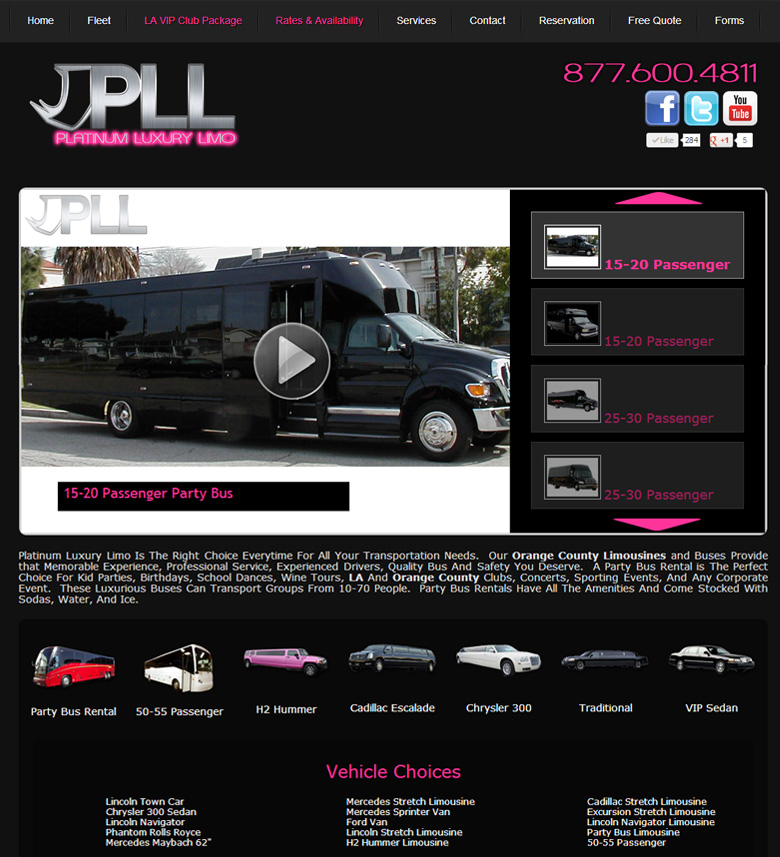 Home Fleet LA VIP Club Package Rates & Availability Services Contact Reservation Free Quote Forms
JPLL
PLATINUM LUXURY LIMO
877.600.4811
f t You Tube
Like 284 +1 5
JPLL
15-20 Passenger
15-20 Passenger
25-30 Passenger
25-30 Passenger
15-20 Passenger Party Bus
Platinum Luxury Limo Is The Right Choice Everytime For All Your Transportation Needs. Our Orange County Limousines and Buses Provide
that Memorable Experience, Professional Service, Experienced Drivers, Quality Bus And Safety You Deserve. A Party Bus Rental is The Perfect
Choice For Kid Parties, Birthdays, School Dances, Wine Tours, LA And Orange County Clubs, Concerts, Sporting Events, And Any Corporate
Event. These Luxurious Buses Can Transport Groups From 10-70 People. Party Bus Rentals Have All The Amenities And Come Stocked With
Sodas, Water, And Ice.
Party Bus Rental 50-55 Passenger H2 Hummer Cadillac Escalade Chrysler 300 Traditional VIP Sedan
Vehicle Choices
Lincoln Town Car
Chrysler 300 Sedan
Lincoln Navigator
Phantom Rolls Royce
Mercedes Maybach 62"
Mercedes Stretch Limousine
Mercedes Sprinter Van
Ford Van
Lincoln Stretch Limousine
H2 Hummer Limousine
Cadillac Stretch Limousine
Excursion Stretch Limousine
Lincoln Navigator Limousine
Party Bus Limousine
50-55 Passenger